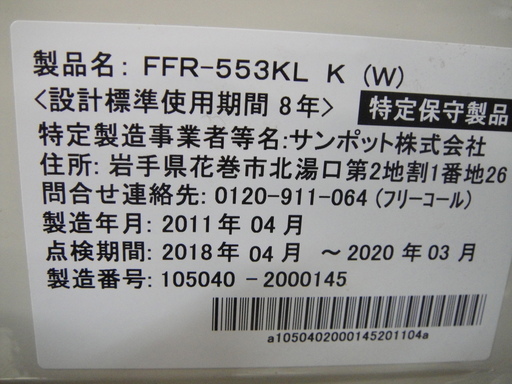 製品名: FFR-553KL K (W)
<設計標準使用期間 8年> 特定保守製品
特定製造事業者等名:サンポット株式会社
住所: 岩手県花巻市北湯口第2地割1番地26
問合せ連絡先: 0120-911-064 (フリーコール)
製造年月: 2011年 04月
点検期間: 2018年 04月 ～ 2020年 03月
製造番号: 105040 -2000145
a1050402000145201104a